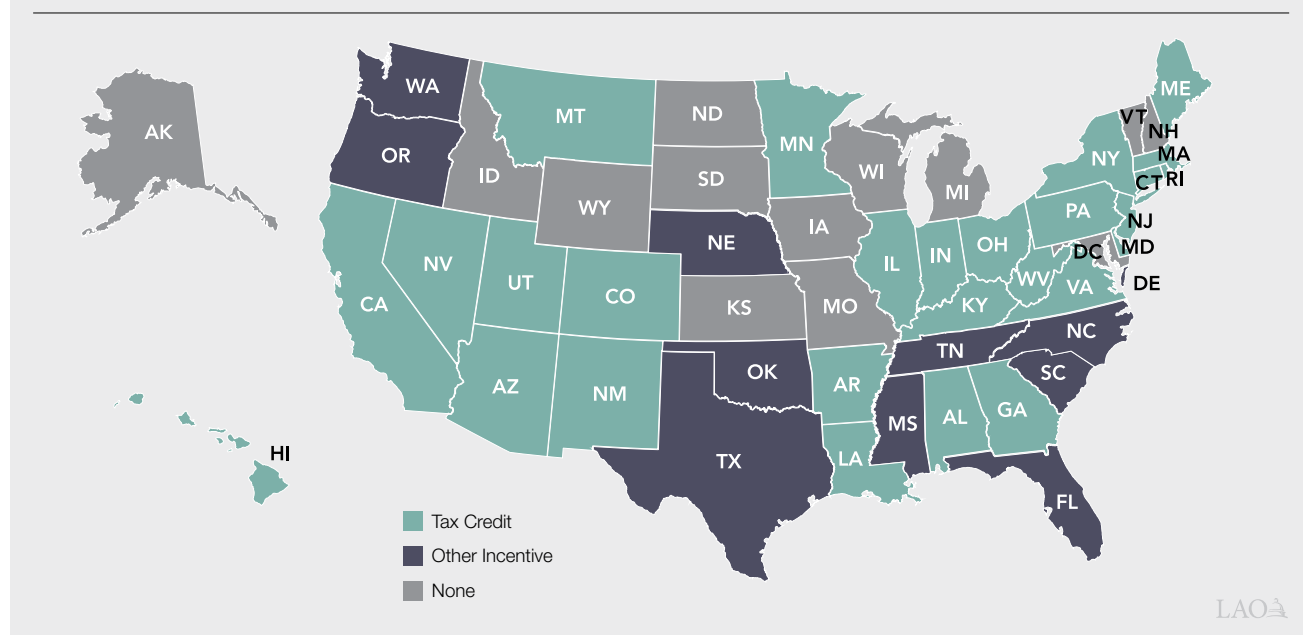 ME
WA
VT
MT
ND
AK
NH
OR
MN
MA
NY
ID
SD
WI
CT
RI
MI
WY
PA
IA
NJ
NE
OH
MD
DC
NV
IL
IN
UT
WV
DE
CO
VA
CA
KS
MO
KY
NC
TN
OK
SC
AZ
AR
NM
GA
AL
MS
HI
TX
LA
FL
Tax Credit
Other Incentive
None
LAO